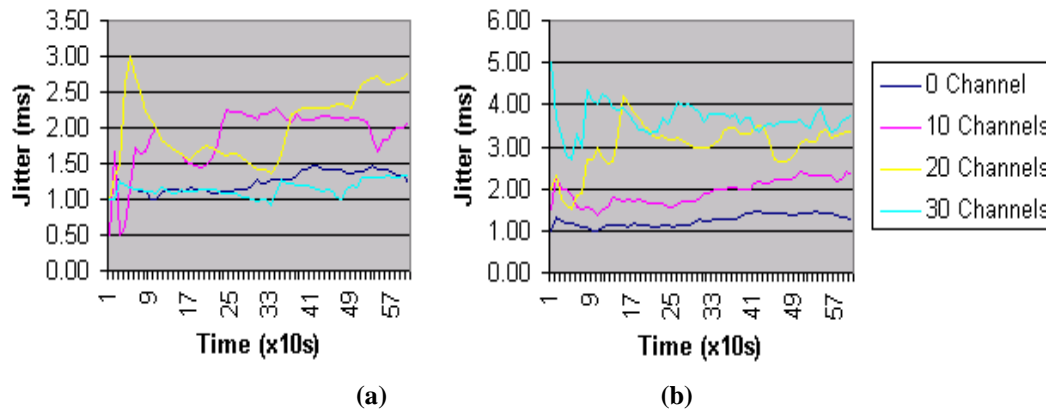 3.50
3.00
2.50
2.00
1.50
1.00
0.50
0.00
Jitter (ms)
1 9 17 25 33 41 49 57
Time (x10s)
(a)
6.00
5.00
4.00
3.00
2.00
1.00
0.00
Jitter (ms)
1 9 17 25 33 41 49 57
Time (x10s)
(b)
0 Channel
10 Channels
20 Channels
30 Channels